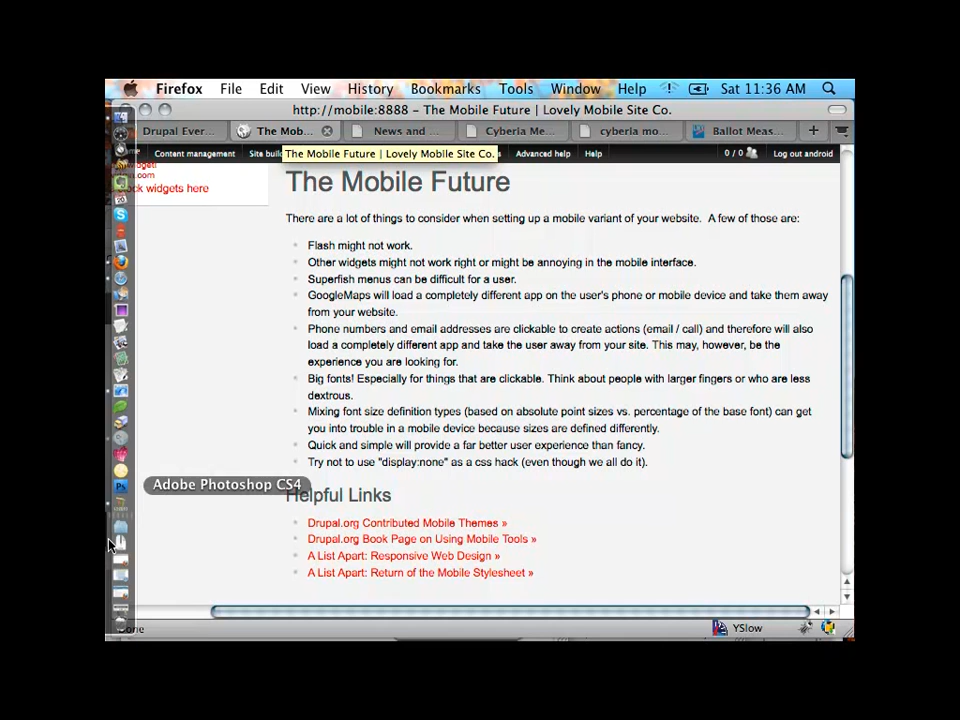 Firefox File Edit View History Bookmarks Tools Window Help Sat 11:36 AM
http://mobile:8888 – The Mobile Future | Lovely Mobile Site Co.
Drupal Ever... The Mob... News and ... Cyberia Me... cyberia mo... Ballot Meas...
Content management Site buil The Mobile Future | Lovely Mobile Site Co. Advanced help Help 0 / 0 Log out android
widgets here
The Mobile Future
There are a lot of things to consider when setting up a mobile variant of your website. A few of those are:
Flash might not work.
Other widgets might not work right or might be annoying in the mobile interface.
Superfish menus can be difficult for a user.
GoogleMaps will load a completely different app on the user's phone or mobile device and take them away
from your website.
Phone numbers and email addresses are clickable to create actions (email / call) and therefore will also
load a completely different app and take the user away from your site. This may, however, be the
experience you are looking for.
Big fonts! Especially for things that are clickable. Think about people with larger fingers or who are less
dextrous.
Mixing font size definition types (based on absolute point sizes vs. percentage of the base font) can get
you into trouble in a mobile device because sizes are defined differently.
Quick and simple will provide a far better user experience than fancy.
Try not to use "display:none" as a css hack (even though we all do it).
Adobe Photoshop CS4
Helpful Links
Drupal.org Contributed Mobile Themes »
Drupal.org Book Page on Using Mobile Tools »
A List Apart: Responsive Web Design »
A List Apart: Return of the Mobile Stylesheet »
Done YSlow